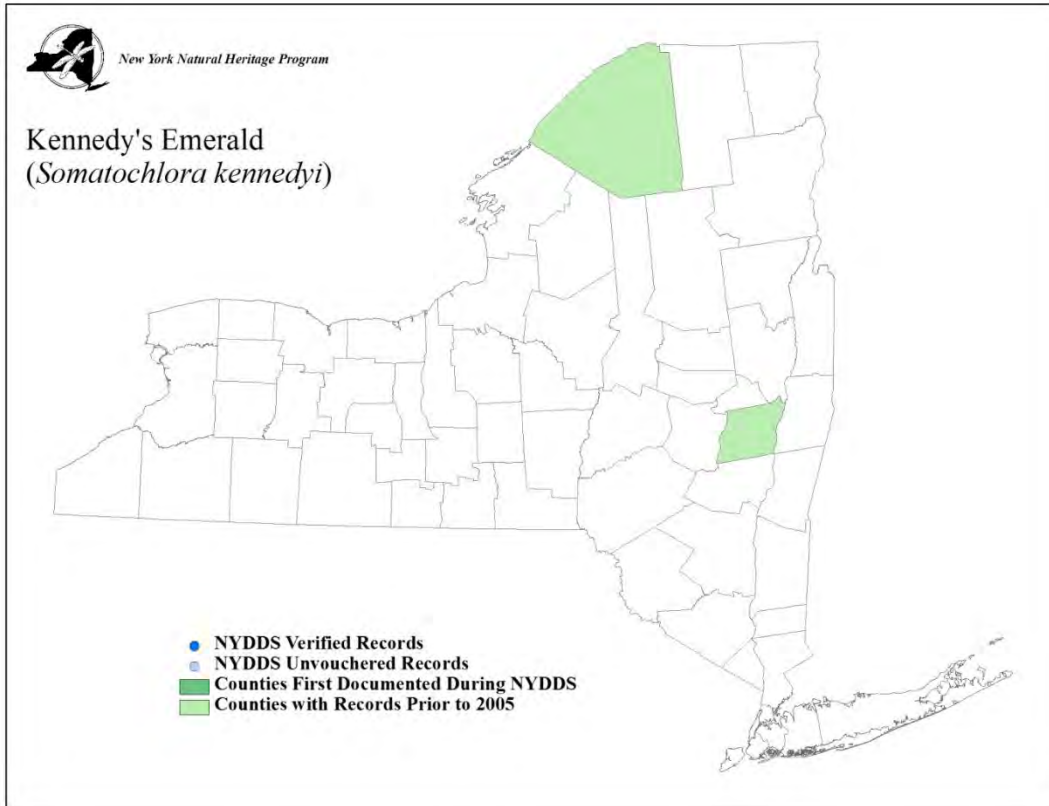 New York Natural Heritage Program
Kennedy's Emerald
(Somatochlora kennedyi)
NYDDS Verified Records
NYDDS Unvouchered Records
Counties First Documented During NYDDS
Counties with Records Prior to 2005